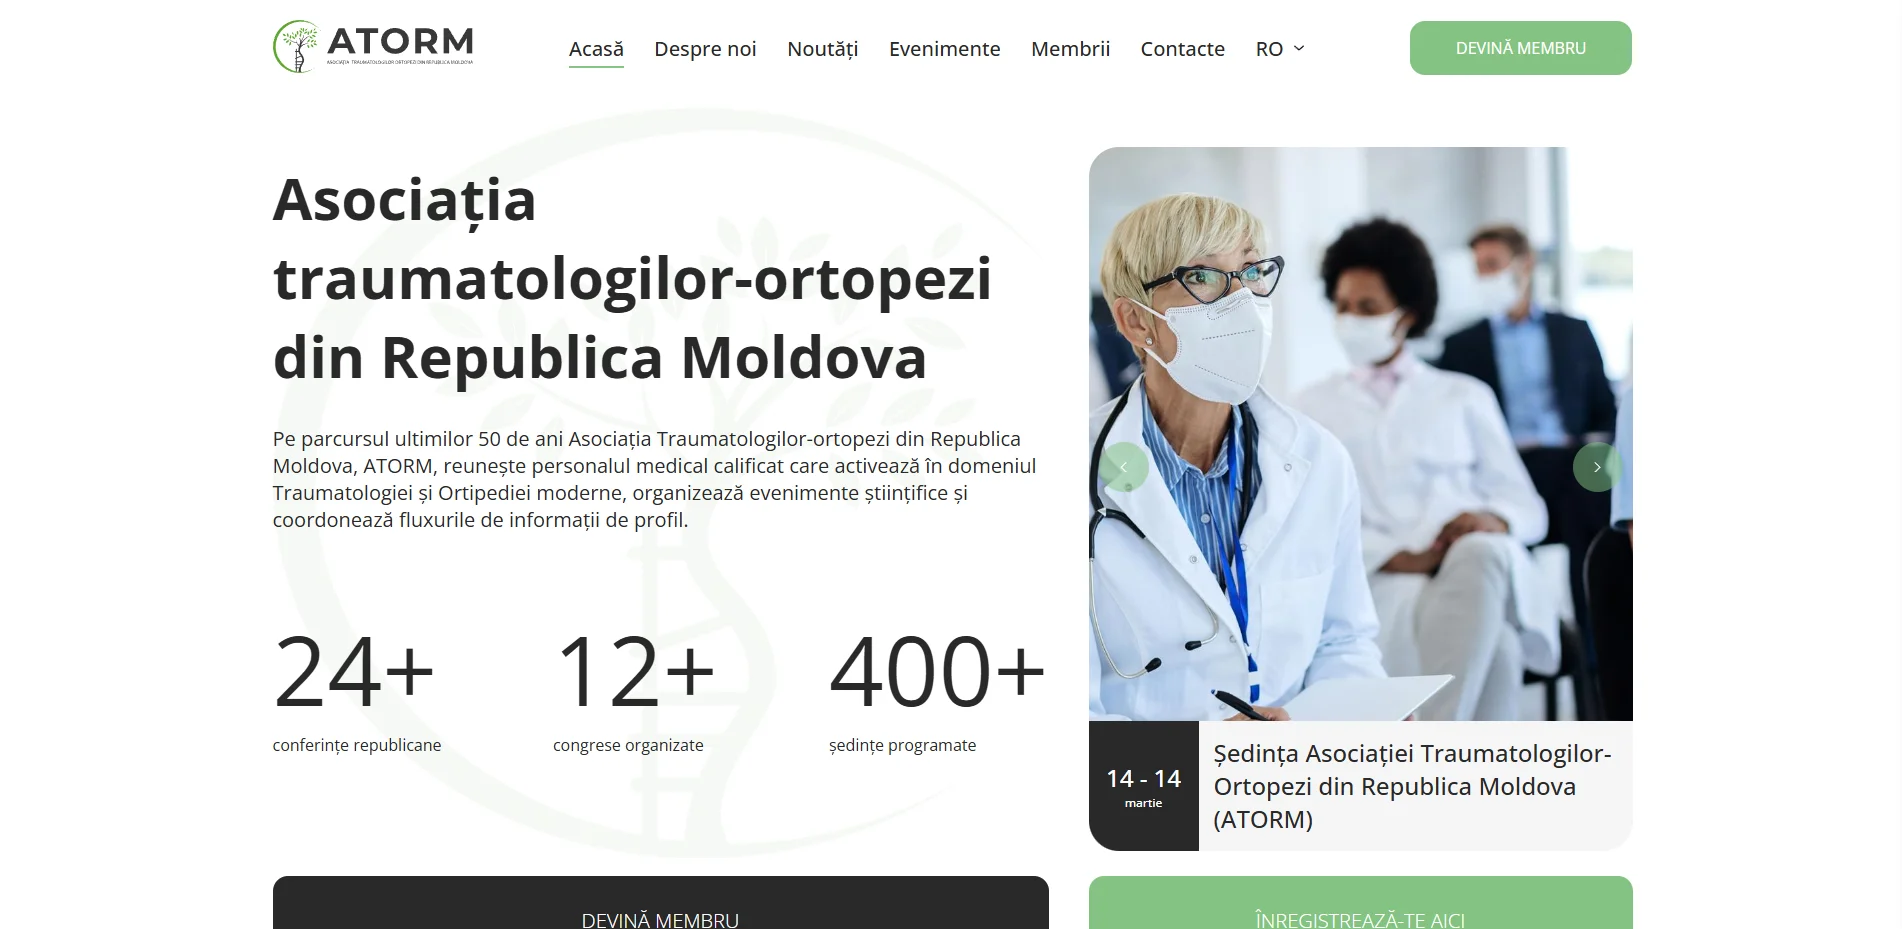 ATORM
ASOCIAȚIA TRAUMATOLOGILOR ORTOPEZI DIN REPUBLICA MOLDOVA
Acasă
Despre noi
Noutăți
Evenimente
Membrii
Contacte
RO
DEVINĂ MEMBRU
Asociația
traumatologilor-ortopezi
din Republica Moldova
Pe parcursul ultimilor 50 de ani Asociația Traumatologilor-ortopezi din Republica
Moldova, ATORM, reunește personalul medical calificat care activează în domeniul
Traumatologiei și Ortipediei moderne, organizează evenimente științifice și
coordonează fluxurile de informații de profil.
24+
conferințe republicane
12+
congrese organizate
400+
ședințe programate
14 - 14
martie
Ședința Asociației Traumatologilor-
Ortopezi din Republica Moldova
(ATORM)
DEVINĂ MEMBRU
ÎNREGISTREAZĂ-TE AICI